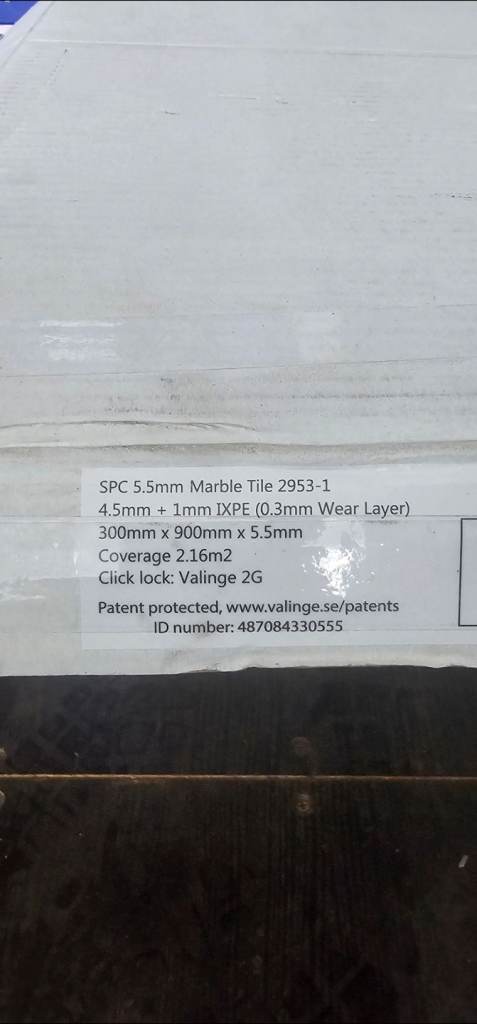 SPC 5.5mm Marble Tile 2953-1
4.5mm + 1mm IXPE (0.3mm Wear Layer)
300mm x 900mm x 5.5mm
Coverage 2.16m2
Click lock: Valinge 2G
Patent protected, www.valinge.se/patents
ID number: 487084330555